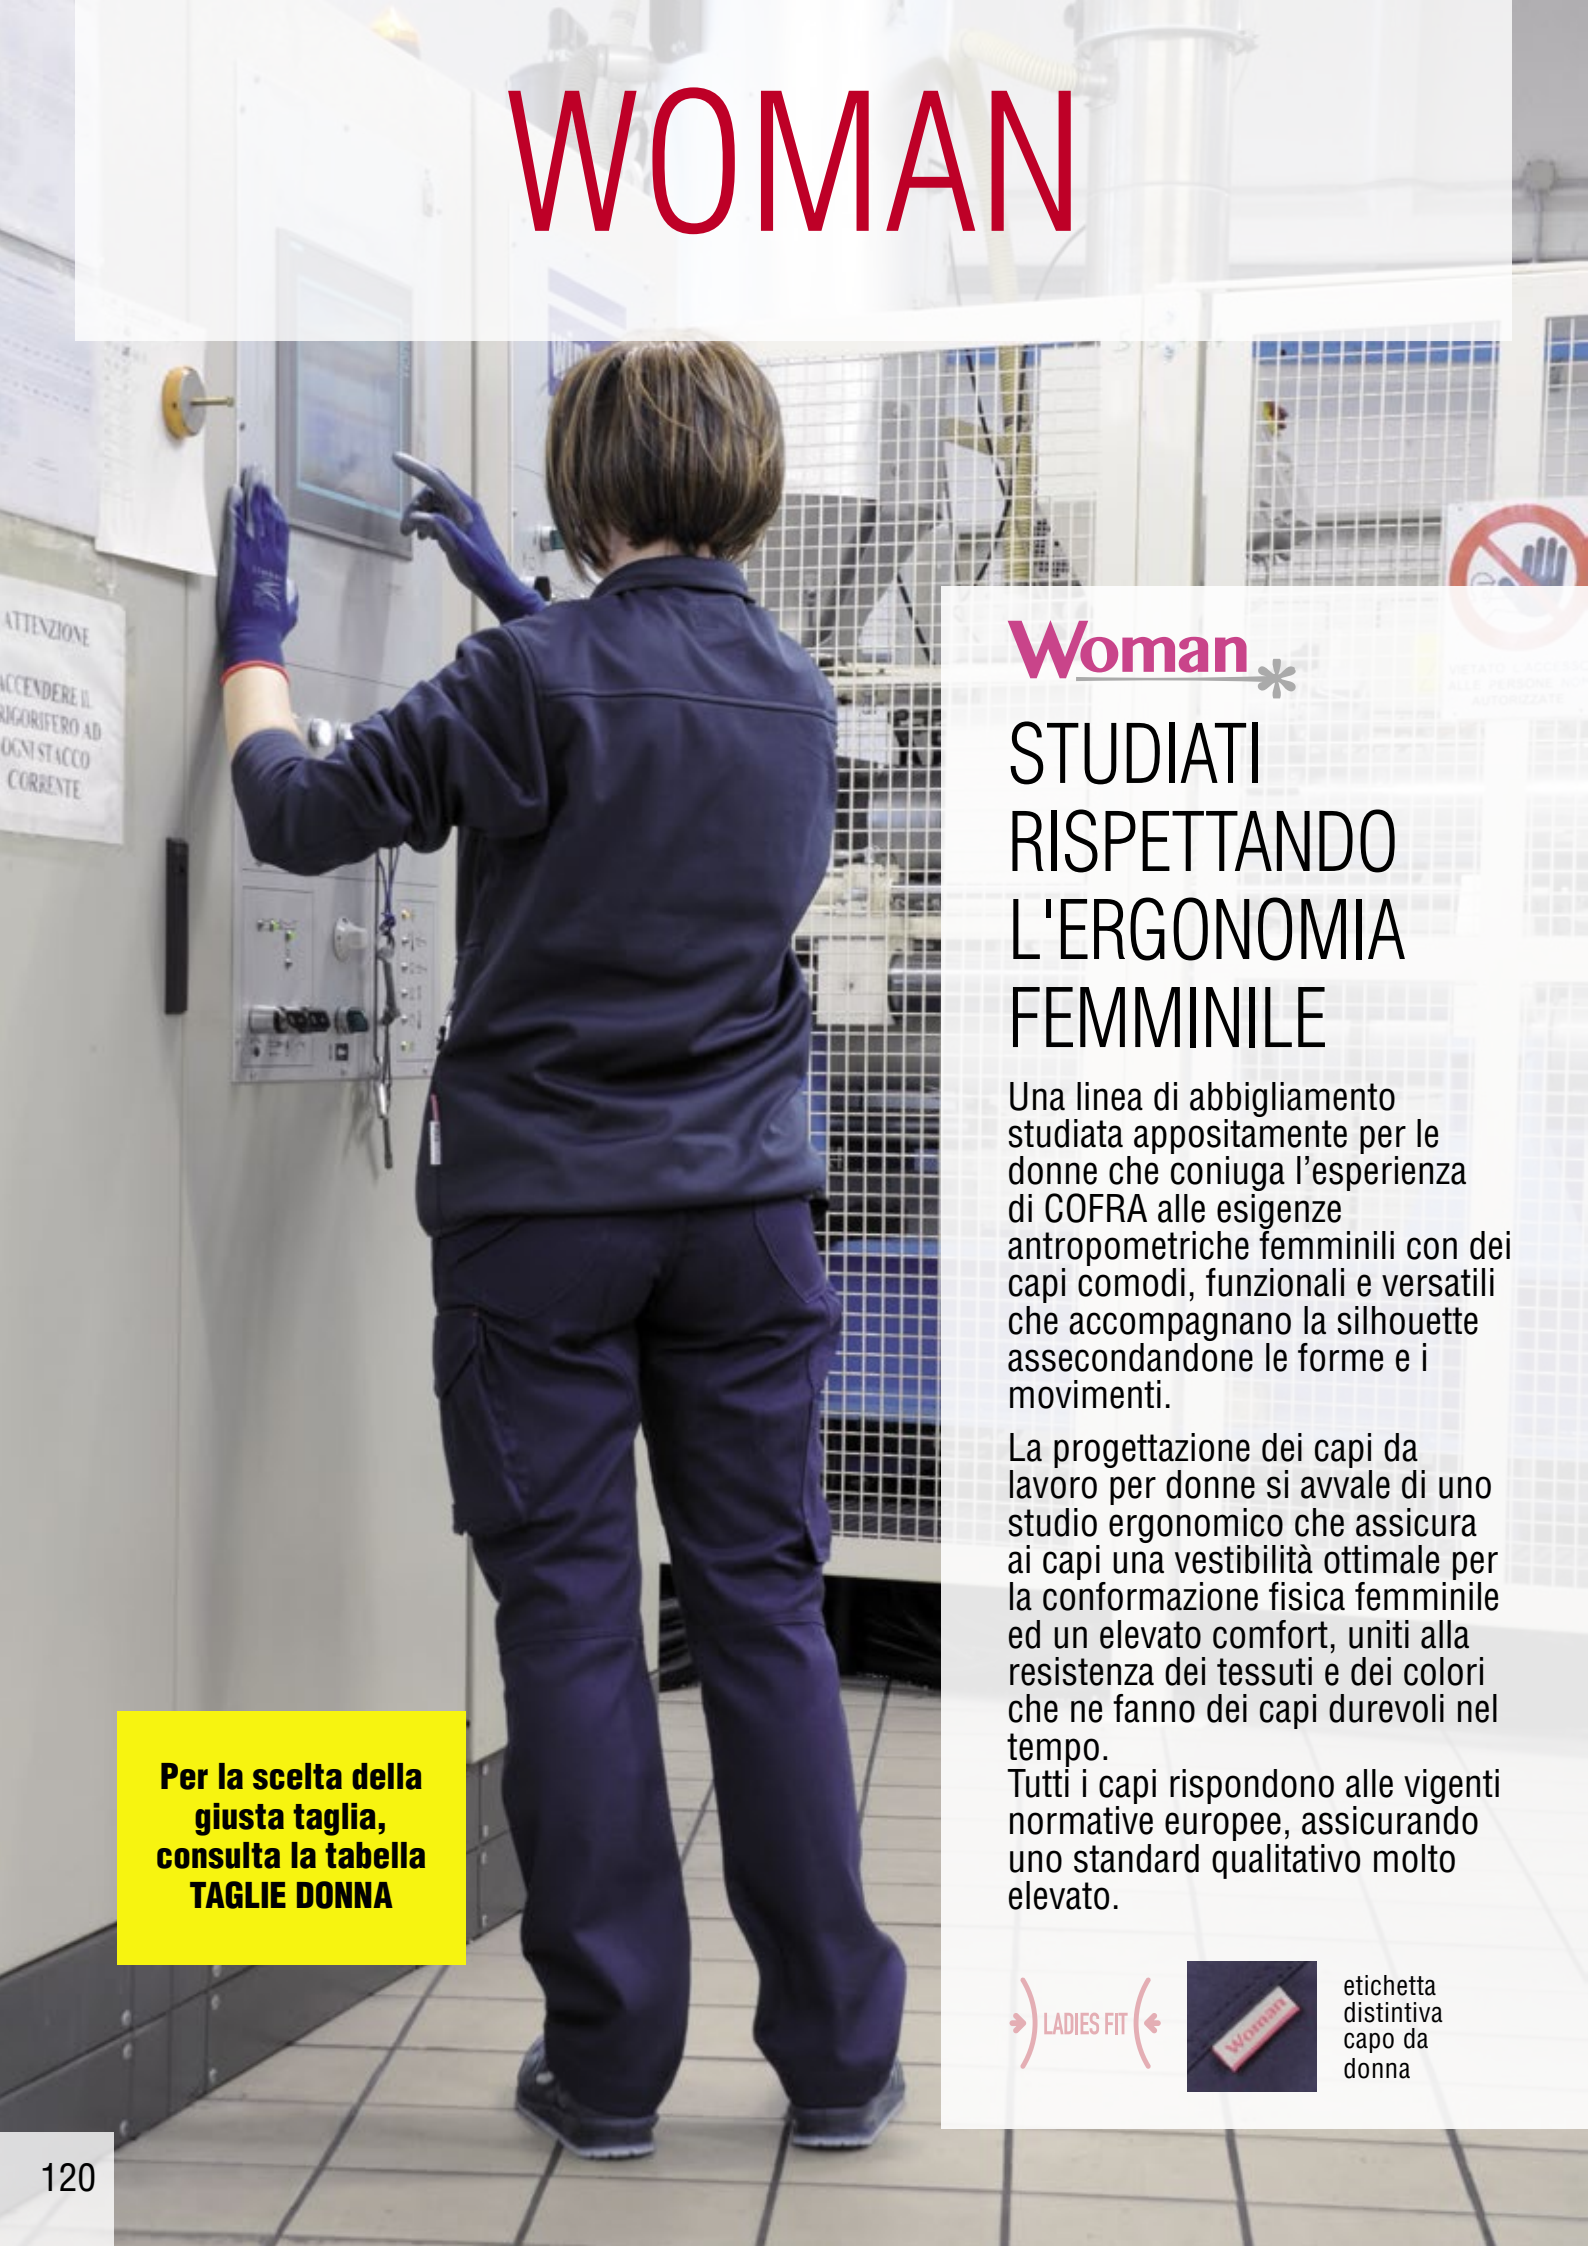 WOMAN
ATTENZIONE
ACCENDERE IL
OGNI STACCO
CORRENTE
Woman
STUDIATI
RISPETTANDO
L'ERGONOMIA
FEMMINILE
Una linea di abbigliamento
studiata appositamente per le
donne che coniuga l’esperienza
di COFRA alle esigenze
antropometriche femminili con dei
capi comodi, funzionali e versatili
che accompagnano la silhouette
assecondandone le forme e i
movimenti.
La progettazione dei capi da
lavoro per donne si avvale di uno
studio ergonomico che assicura
ai capi una vestibilità ottimale per
la conformazione fisica femminile
ed un elevato comfort, uniti alla
resistenza dei tessuti e dei colori
che ne fanno dei capi durevoli nel
tempo.
Tutti i capi rispondono alle vigenti
normative europee, assicurando
uno standard qualitativo molto
elevato.
Per la scelta della
giusta taglia,
consulta la tabella
TAGLIE DONNA
LADIES FIT
Woman
etichetta
distintiva
capo da
donna
120